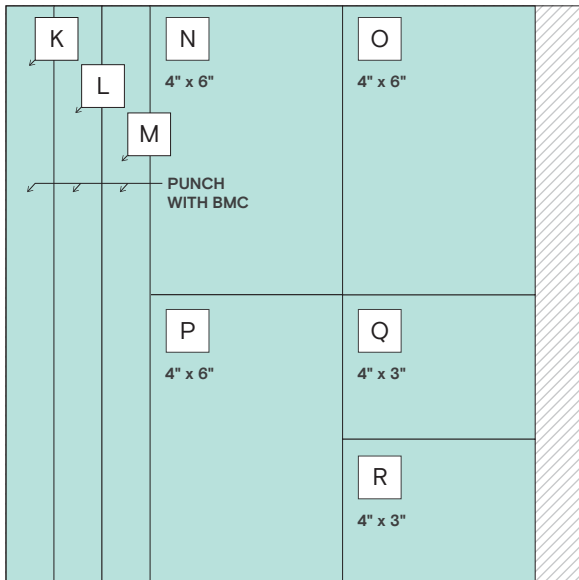 K
L
M
N
4" x 6"
O
4" x 6"
PUNCH
WITH BMC
P
4" x 6"
Q
4" x 3"
R
4" x 3"